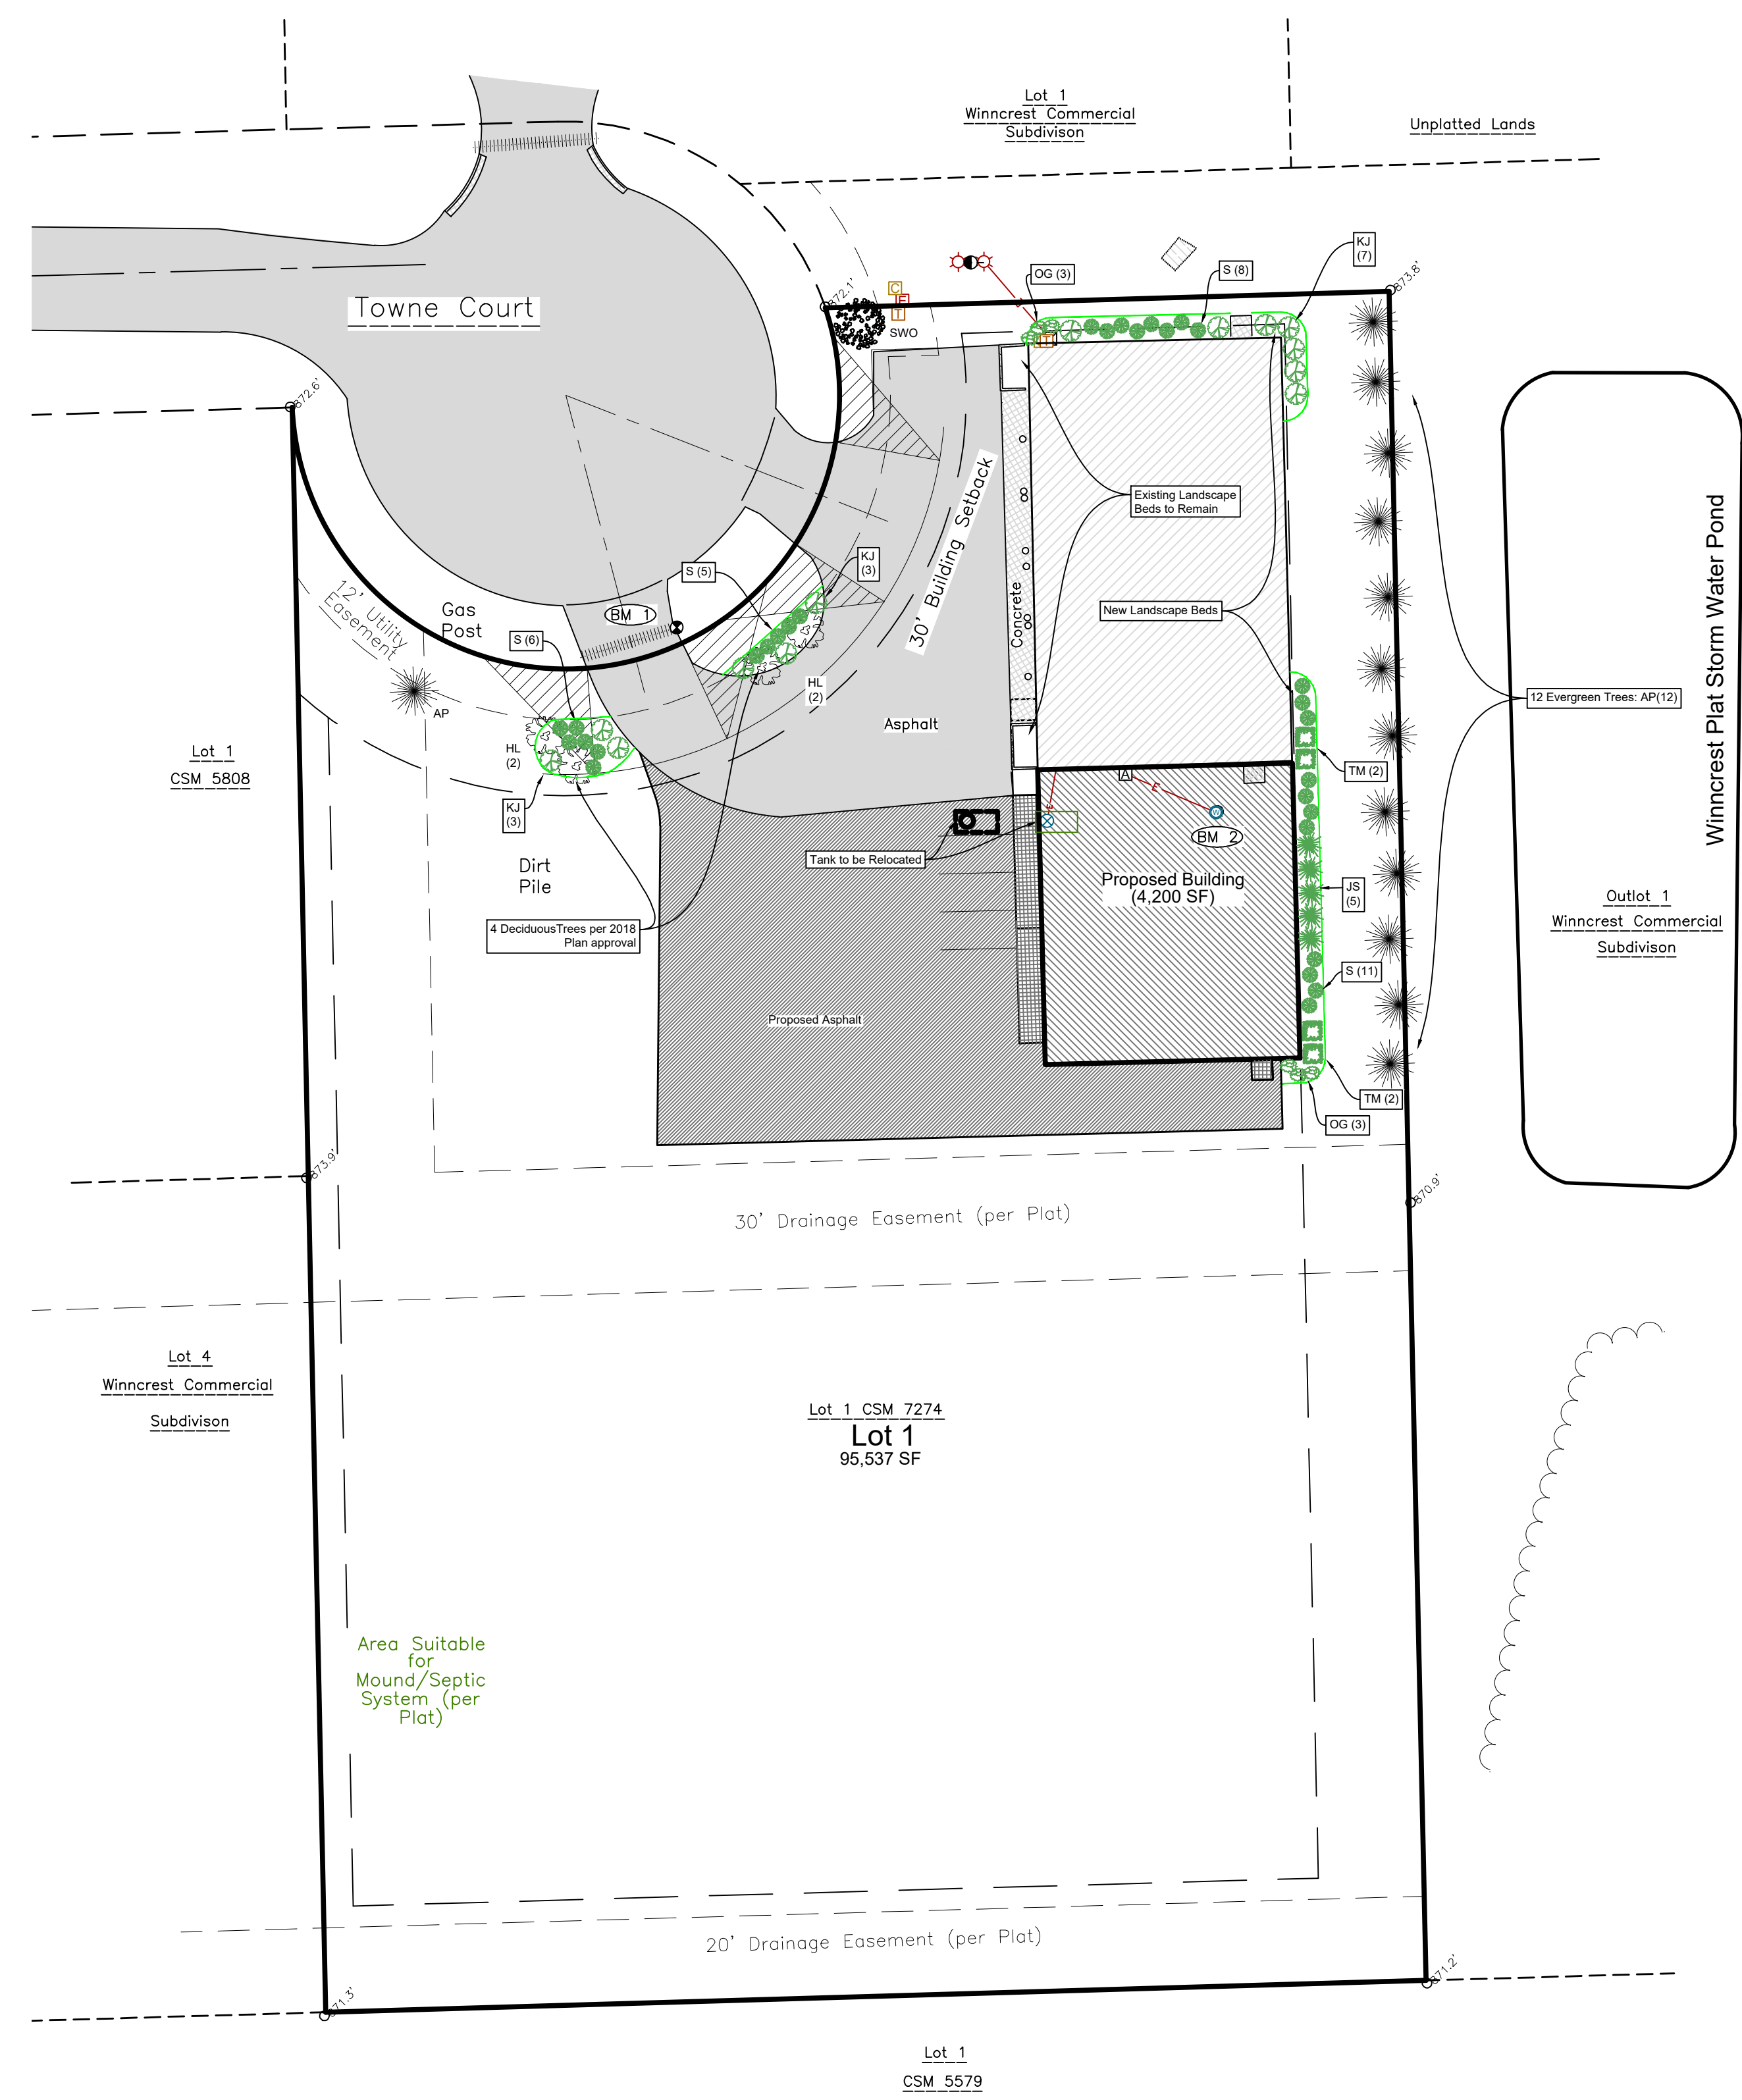 Lot 1
Winncrest Commercial
Subdivison
Unplatted Lands
KJ
(7)
S (8)
OG (3)
873.8'
872.1'
C
E
T
SWO
Towne Court
T
872.6'
30' Building Setback
Existing Landscape
Beds to Remain
Winncrest Plat Storm Water Pond
KJ
(3)
S (5)
12' Utility
Easement
Gas
Post
BM 1
Concrete
New Landscape Beds
S (6)
HL
(2)
AP
12 Evergreen Trees: AP(12)
Asphalt
HL
(2)
Lot 1
CSM 5808
TM (2)
A
E
E
W
BM 2
KJ
(3)
Tank to be Relocated
Dirt
Pile
Proposed Building
(4,200 SF)
JS
(5)
Outlot 1
Winncrest Commercial
Subdivison
4 DeciduousTrees per 2018
Plan approval
S (11)
Proposed Asphalt
TM (2)
OG (3)
873.9'
870.9'
30' Drainage Easement (per Plat)
Lot 4
Winncrest Commercial
Subdivison
Lot 1 CSM 7274
Lot 1
95,537 SF
Area Suitable
for
Mound/Septic
System (per
Plat)
20' Drainage Easement (per Plat)
871.3'
871.2'
Lot 1
CSM 5579